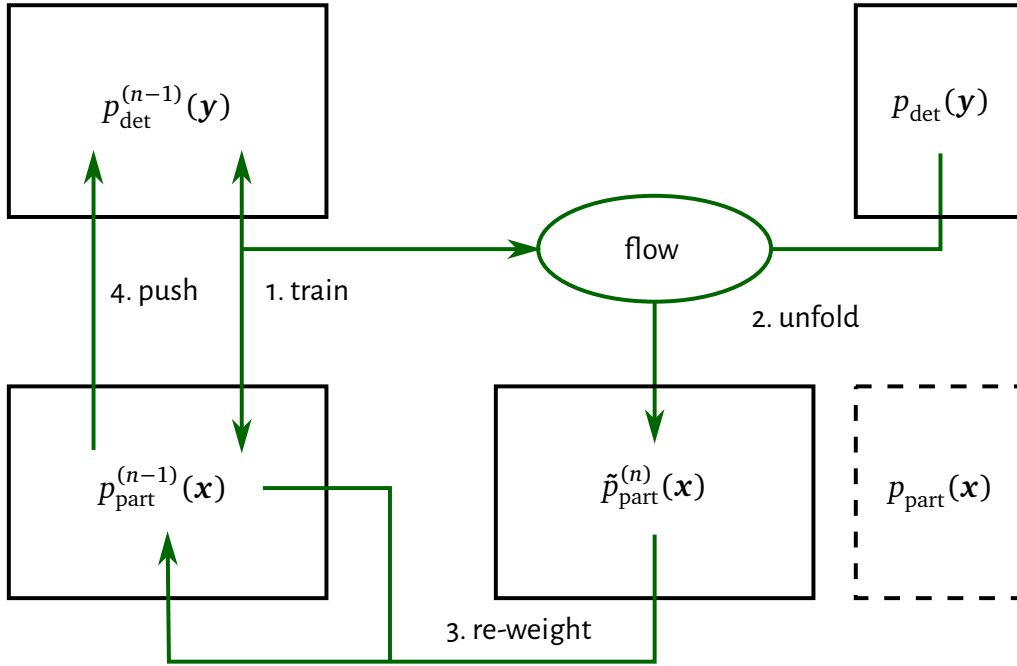 p_det^(n−1)(y)
p_det(y)
flow
4. push
1. train
2. unfold
p_part^(n−1)(x)
p̃_part^(n)(x)
p_part(x)
3. re-weight